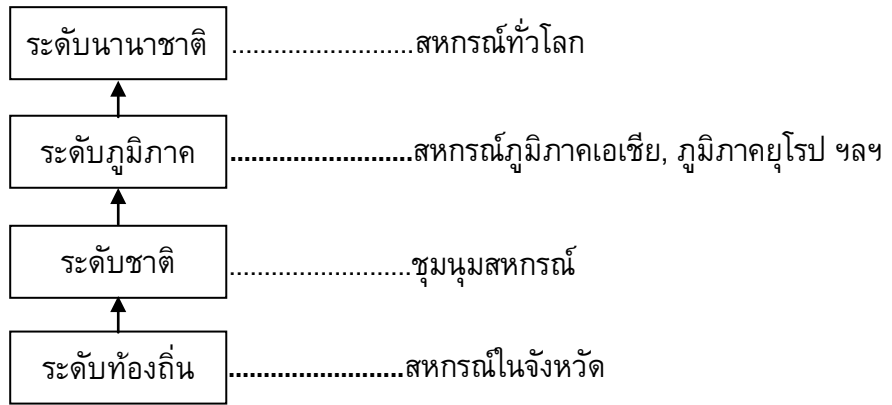 ระดับนานาชาติ ..........................สหกรณ์ทั่วโลก
ระดับภูมิภาค ..........................สหกรณ์ภูมิภาคเอเชีย, ภูมิภาคยุโรป ฯลฯ
ระดับชาติ ..........................ชุมนุมสหกรณ์
ระดับท้องถิ่น .........................สหกรณ์ในจังหวัด